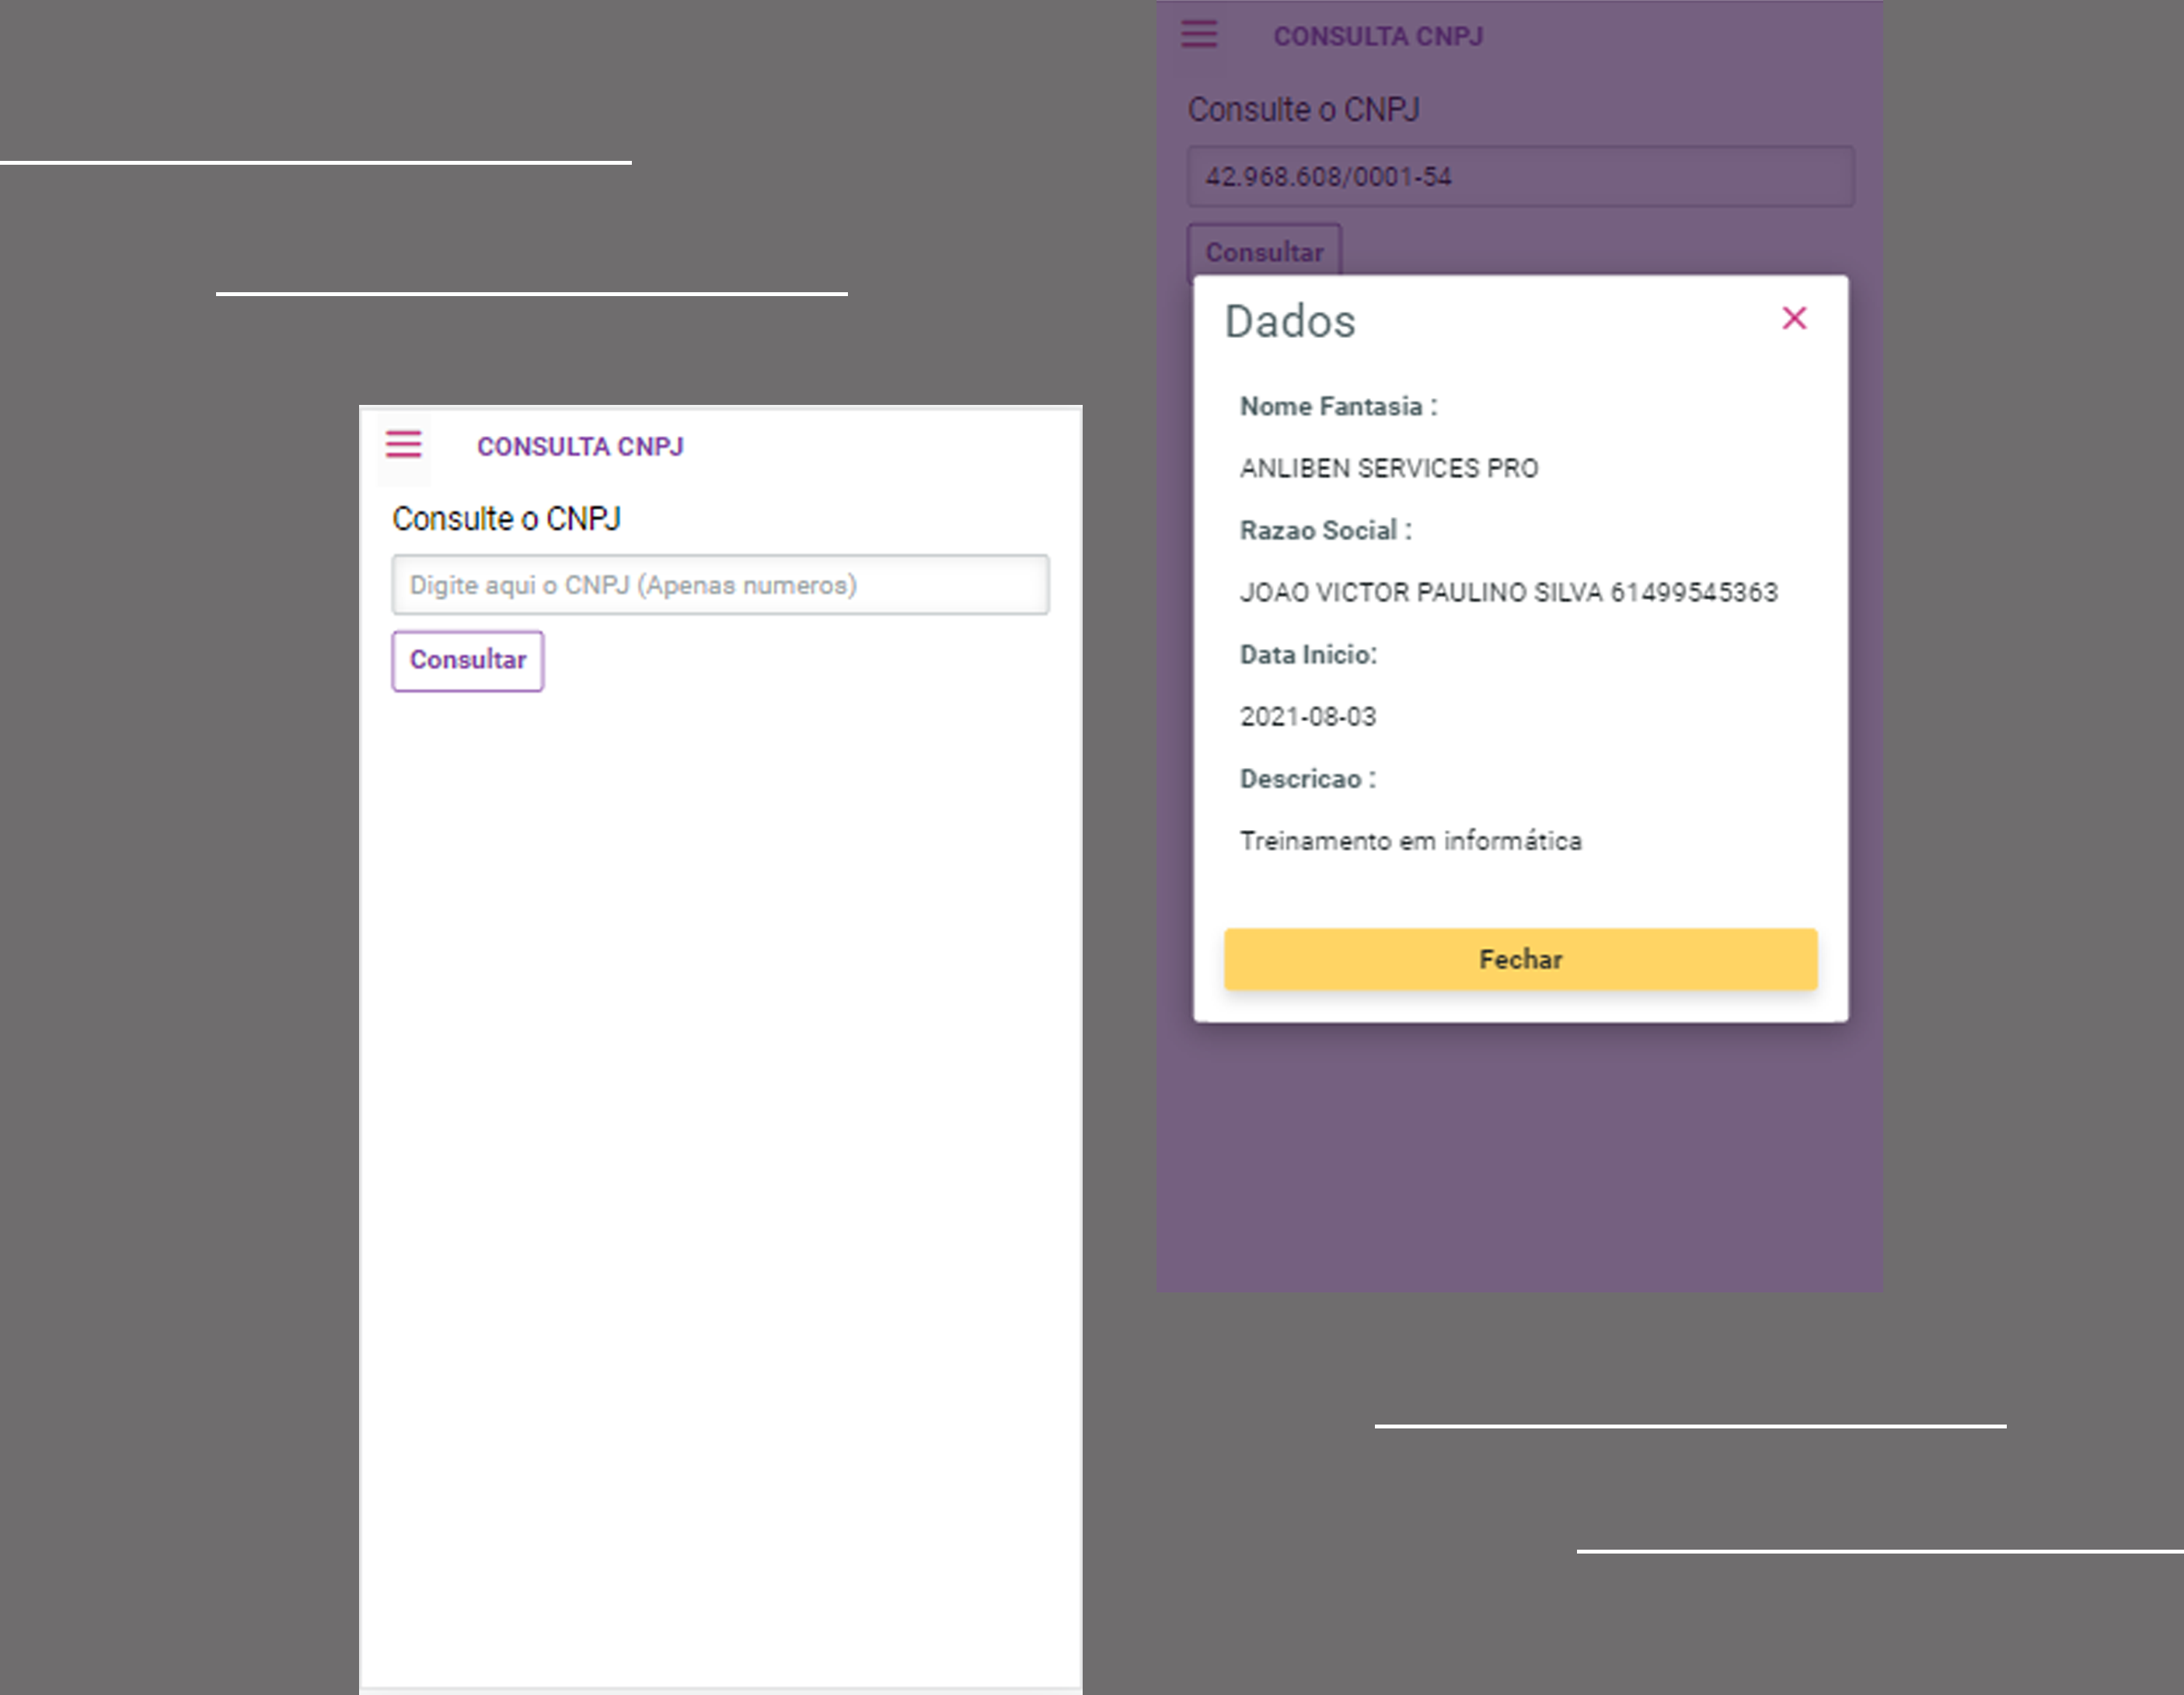 CONSULTA CNPJ
Consulte o CNPJ
Digite aqui o CNPJ (Apenas numeros)
Consultar
CONSULTA CNPJ
Consulte o CNPJ
42.968.608/0001-54
Consultar
Dados
Nome Fantasia :
ANLIBEN SERVICES PRO
Razao Social :
JOAO VICTOR PAULINO SILVA 61499545363
Data Inicio:
2021-08-03
Descricao :
Treinamento em informática
Fechar